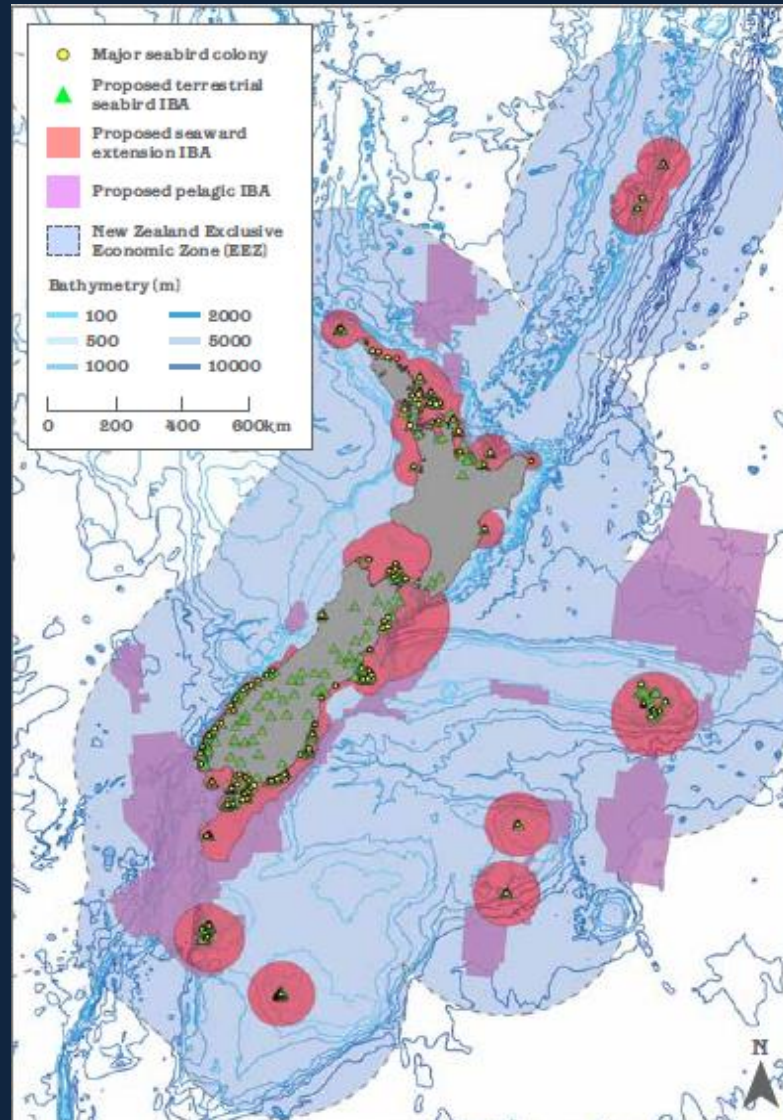 Major seabird colony
Proposed terrestrial
seabird IBA
Proposed seaward
extension IBA
Proposed pelagic IBA
New Zealand Exclusive
Economic Zone (EEZ)
Bathymetry (m)
100 2000
500 5000
1000 10000
0 200 400 600km
N